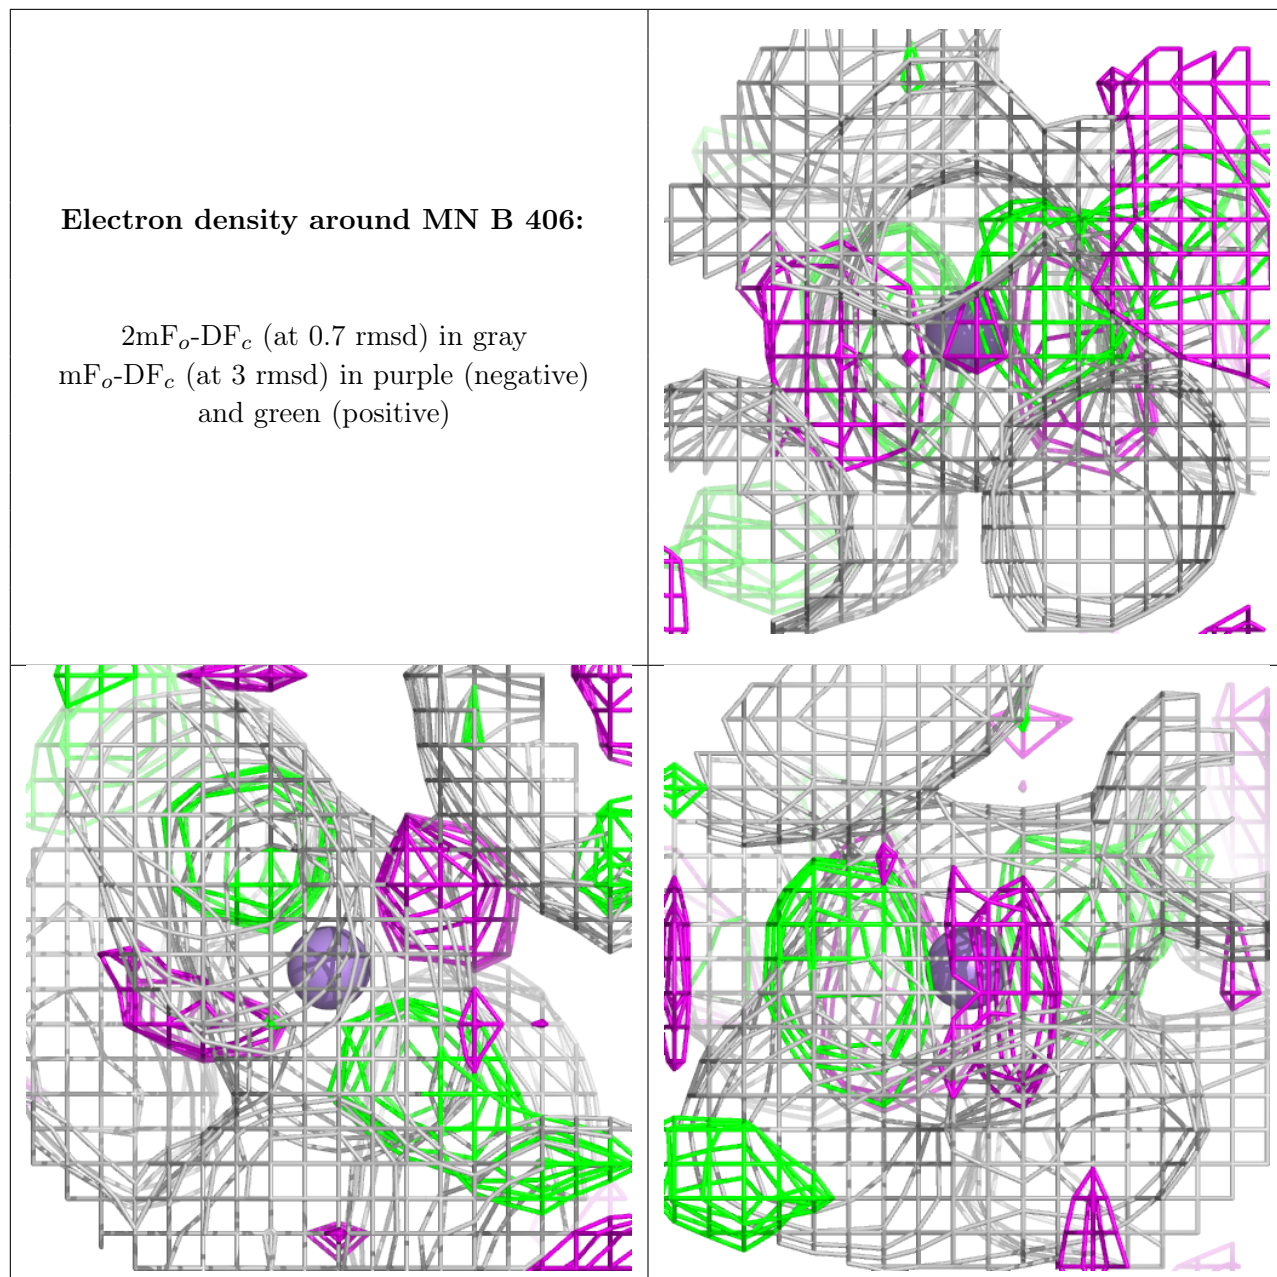 Electron density around MN B 406:
2mFo-DFc (at 0.7 rmsd) in gray
mFo-DFc (at 3 rmsd) in purple (negative)
and green (positive)